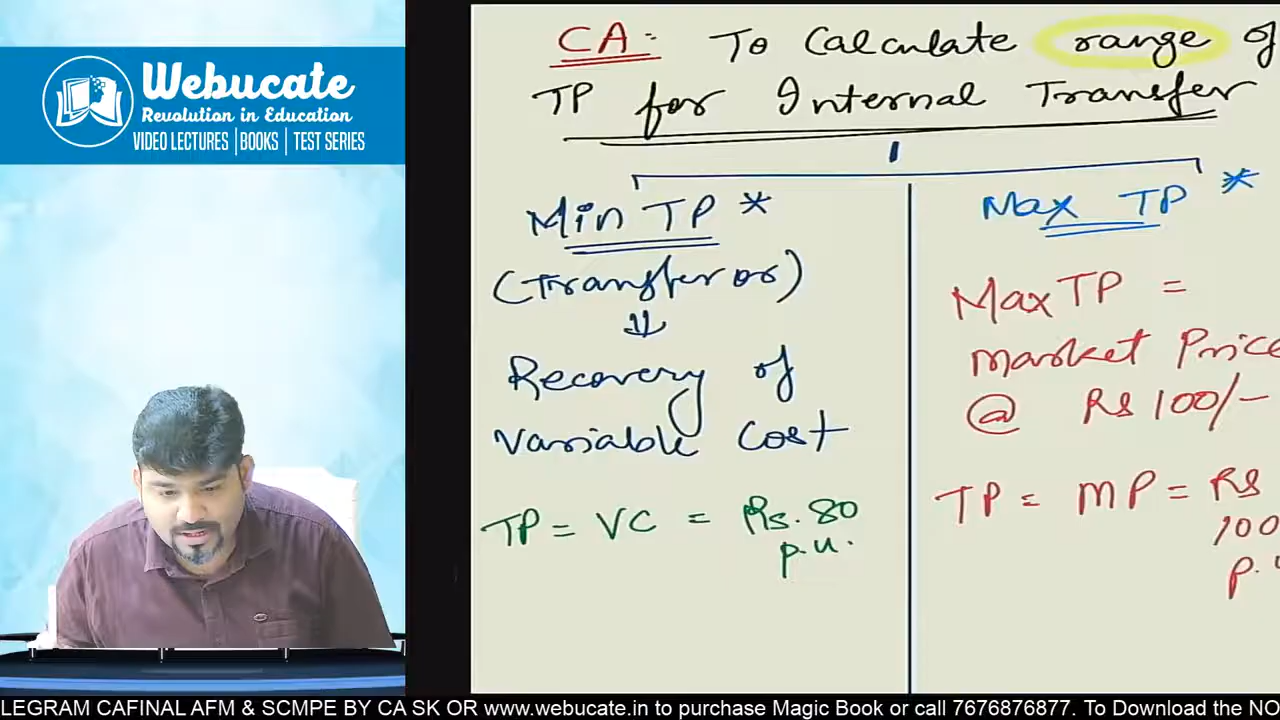 Webucate
Revolution in Education
VIDEO LECTURES | BOOKS | TEST SERIES
CA:- To Calculate range of
TP for Internal Transfer
Min TP *
(Transferor)
⇓
Recovery of
Variable Cost
TP = VC = Rs. 80
p.u.
Max TP *
Max TP =
market Price
@ Rs 100/-
TP = MP = Rs
100
p.u
LEGRAM CAFINAL AFM & SCMPE BY CA SK OR www.webucate.in to purchase Magic Book or call 7676876877. To Download the NO